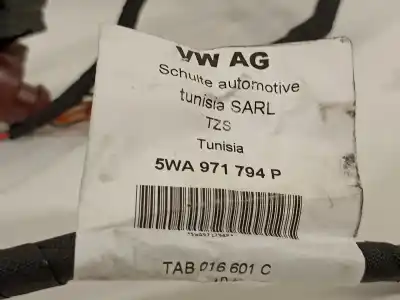 VW AG
Schulte automotive
tunisia SARL
TZS
Tunisia
5WA 971 794 P
TAB 016 601 C